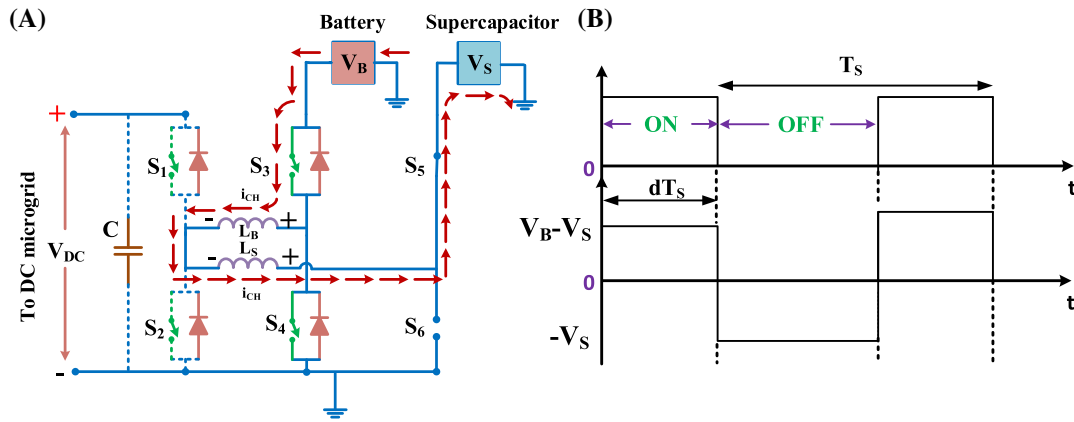 (A)
Battery
Supercapacitor
V_B
V_S
+
S_1
S_3
S_5
i_CH
- +
L_B
L_S
- +
i_CH
To DC microgrid
V_DC
C
S_2
S_4
S_6
-
(B)
T_S
ON
OFF
0
t
dT_S
V_B-V_S
0
t
-V_S